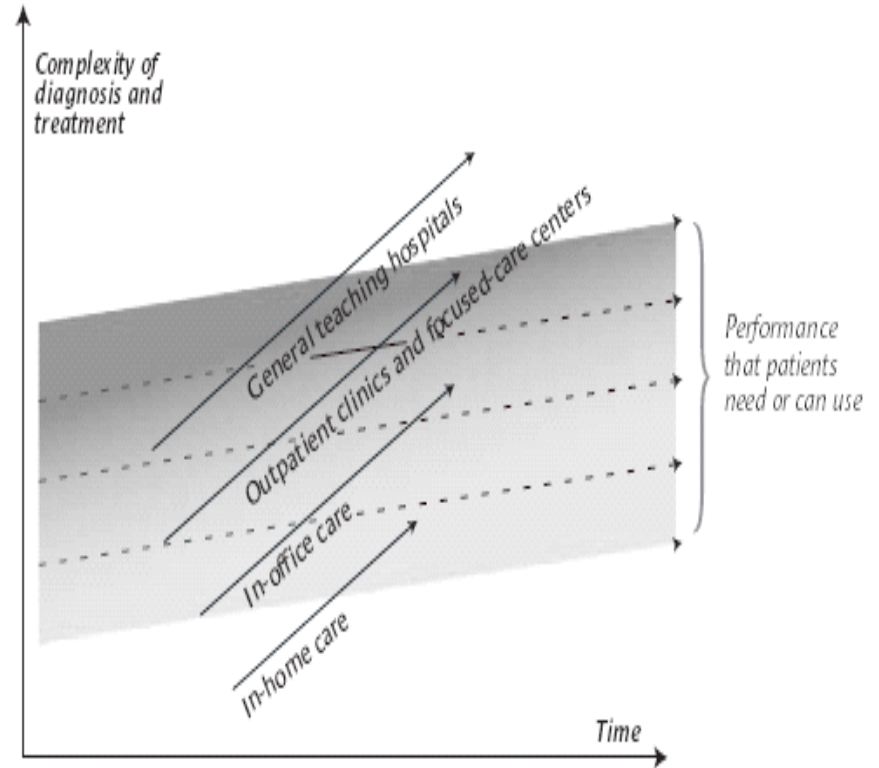 Complexity of
diagnosis and
treatment
General teaching hospitals
Outpatient clinics and focused-care centers
In-office care
In-home care
Performance
that patients
need or can use
Time